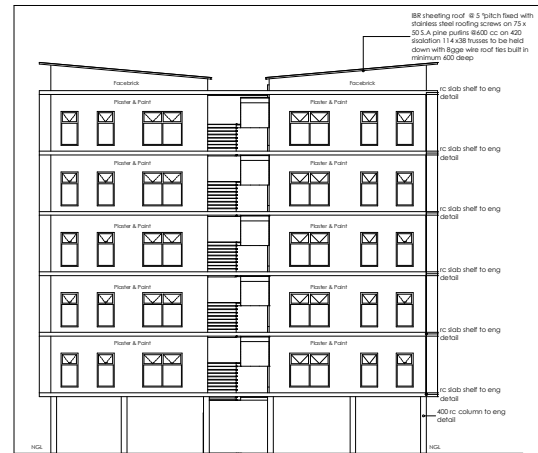 IBR sheeting roof @ 5 °pitch fixed with
stainless steel roofing screws on 75 x
50 S.A pine purlins @600 cc on 420
sisalation 114 x38 trusses to be held
down with 8gge wire roof ties built in
minimum 600 deep
Facebrick
Facebrick
rc slab shelf to eng
detail
Plaster & Paint
Plaster & Paint
rc slab shelf to eng
detail
Plaster & Paint
Plaster & Paint
rc slab shelf to eng
detail
Plaster & Paint
Plaster & Paint
rc slab shelf to eng
detail
Plaster & Paint
Plaster & Paint
rc slab shelf to eng
detail
Plaster & Paint
Plaster & Paint
rc slab shelf to eng
detail
400 rc column to eng
detail
NGL
NGL